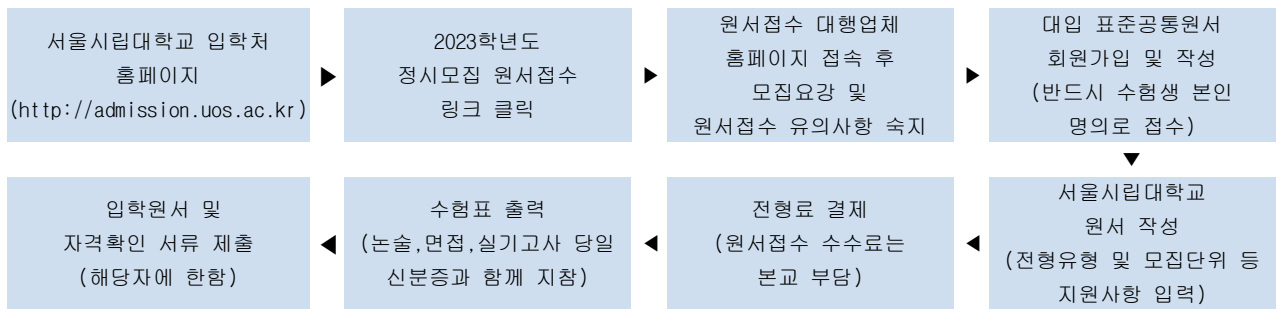 서울시립대학교 입학처
홈페이지
(http://admission.uos.ac.kr)
▶
2023학년도
정시모집 원서접수
링크 클릭
▶
원서접수 대행업체
홈페이지 접속 후
모집요강 및
원서접수 유의사항 숙지
▶
대입 표준공통원서
회원가입 및 작성
(반드시 수험생 본인
명의로 접수)
▼
서울시립대학교
원서 작성
(전형유형 및 모집단위 등
지원사항 입력)
◀
전형료 결제
(원서접수 수수료는
본교 부담)
◀
수험표 출력
(논술,면접,실기고사 당일
신분증과 함께 지참)
◀
입학원서 및
자격확인 서류 제출
(해당자에 한함)